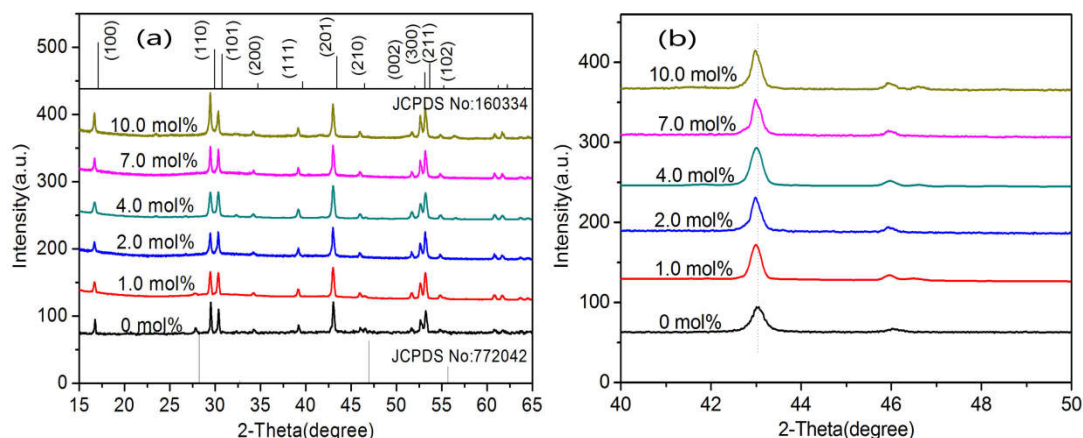 (a)
(100)
(110)
(101)
(200)
(111)
(201)
(210)
(002)
(300)
(211)
(102)
JCPDS No:160334
10.0 mol%
7.0 mol%
4.0 mol%
2.0 mol%
1.0 mol%
0 mol%
JCPDS No:772042
500
400
300
200
100
0
Intensity(a.u.)
15 20 25 30 35 40 45 50 55 60 65
2-Theta(degree)
(b)
10.0 mol%
7.0 mol%
4.0 mol%
2.0 mol%
1.0 mol%
0 mol%
400
300
200
100
0
Intensity(a.u.)
40 42 44 46 48 50
2-Theta(degree)